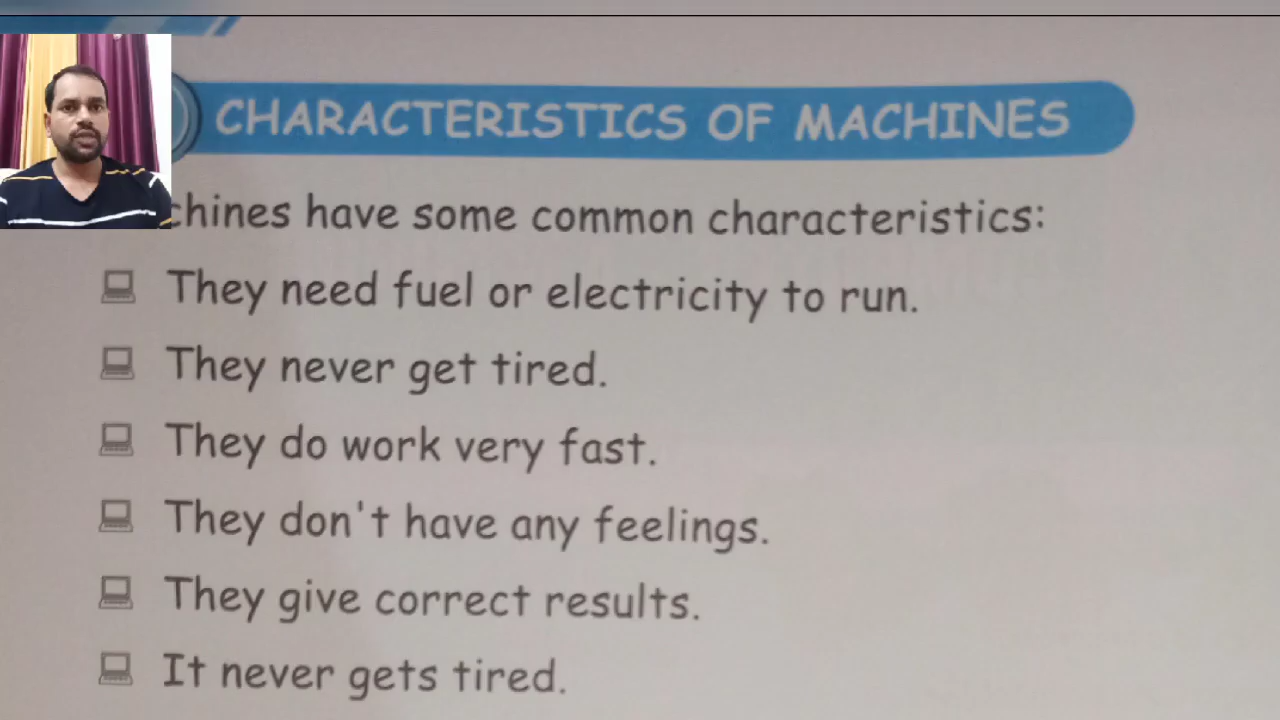 CHARACTERISTICS OF MACHINES
chines have some common characteristics:
They need fuel or electricity to run.
They never get tired.
They do work very fast.
They don't have any feelings.
They give correct results.
It never gets tired.